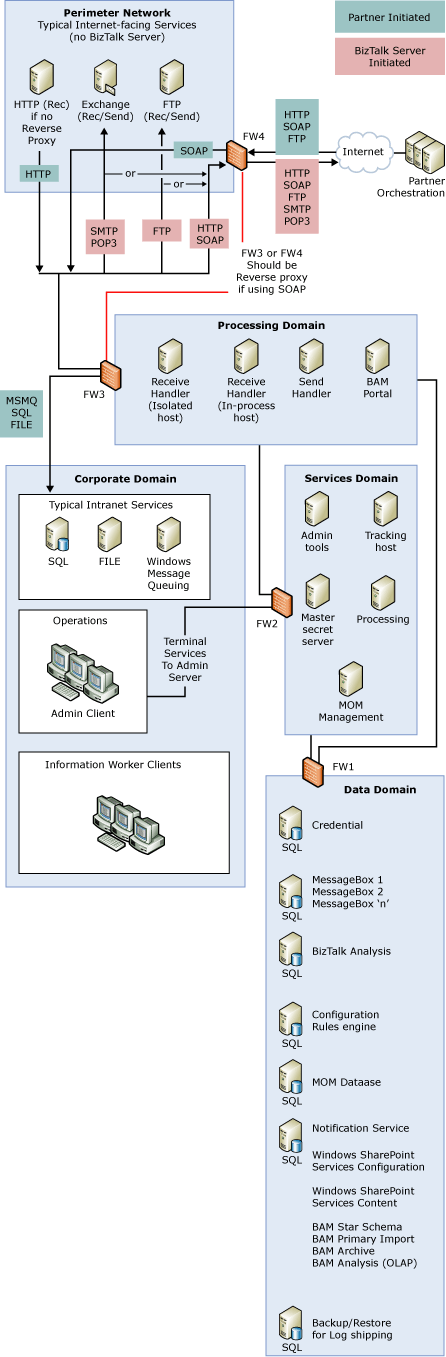 Perimeter Network
Typical Internet-facing Services
(no BizTalk Server)
Partner Initiated
BizTalk Server
Initiated
HTTP (Rec)
if no
Reverse
Proxy
Exchange
(Rec/Send)
FTP
(Rec/Send)
HTTP
SOAP
FW4
or
or
HTTP
SOAP
FTP
Internet
Partner
Orchestration
HTTP
SOAP
FTP
SMTP
POP3
SMTP
POP3
FTP
HTTP
SOAP
FW3 or FW4
Should be
Reverse proxy
if using SOAP
Processing Domain
FW3
Receive
Handler
(Isolated
host)
Receive
Handler
(In-process
host)
Send
Handler
BAM
Portal
MSMQ
SQL
FILE
Corporate Domain
Typical Intranet Services
SQL
FILE
Windows
Message
Queuing
Operations
Admin Client
Terminal
Services
To Admin
Server
Information Worker Clients
Services Domain
Admin
tools
Tracking
host
FW2
Master
secret
server
Processing
MOM
Management
FW1
Data Domain
Credential
SQL
MessageBox 1
MessageBox 2
MessageBox ‘n’
SQL
BizTalk Analysis
SQL
Configuration
Rules engine
SQL
MOM Dataase
SQL
Notification Service
SQL
Windows SharePoint
Services Configuration
Windows SharePoint
Services Content
BAM Star Schema
BAM Primary Import
BAM Archive
BAM Analysis (OLAP)
Backup/Restore
for Log shipping
SQL